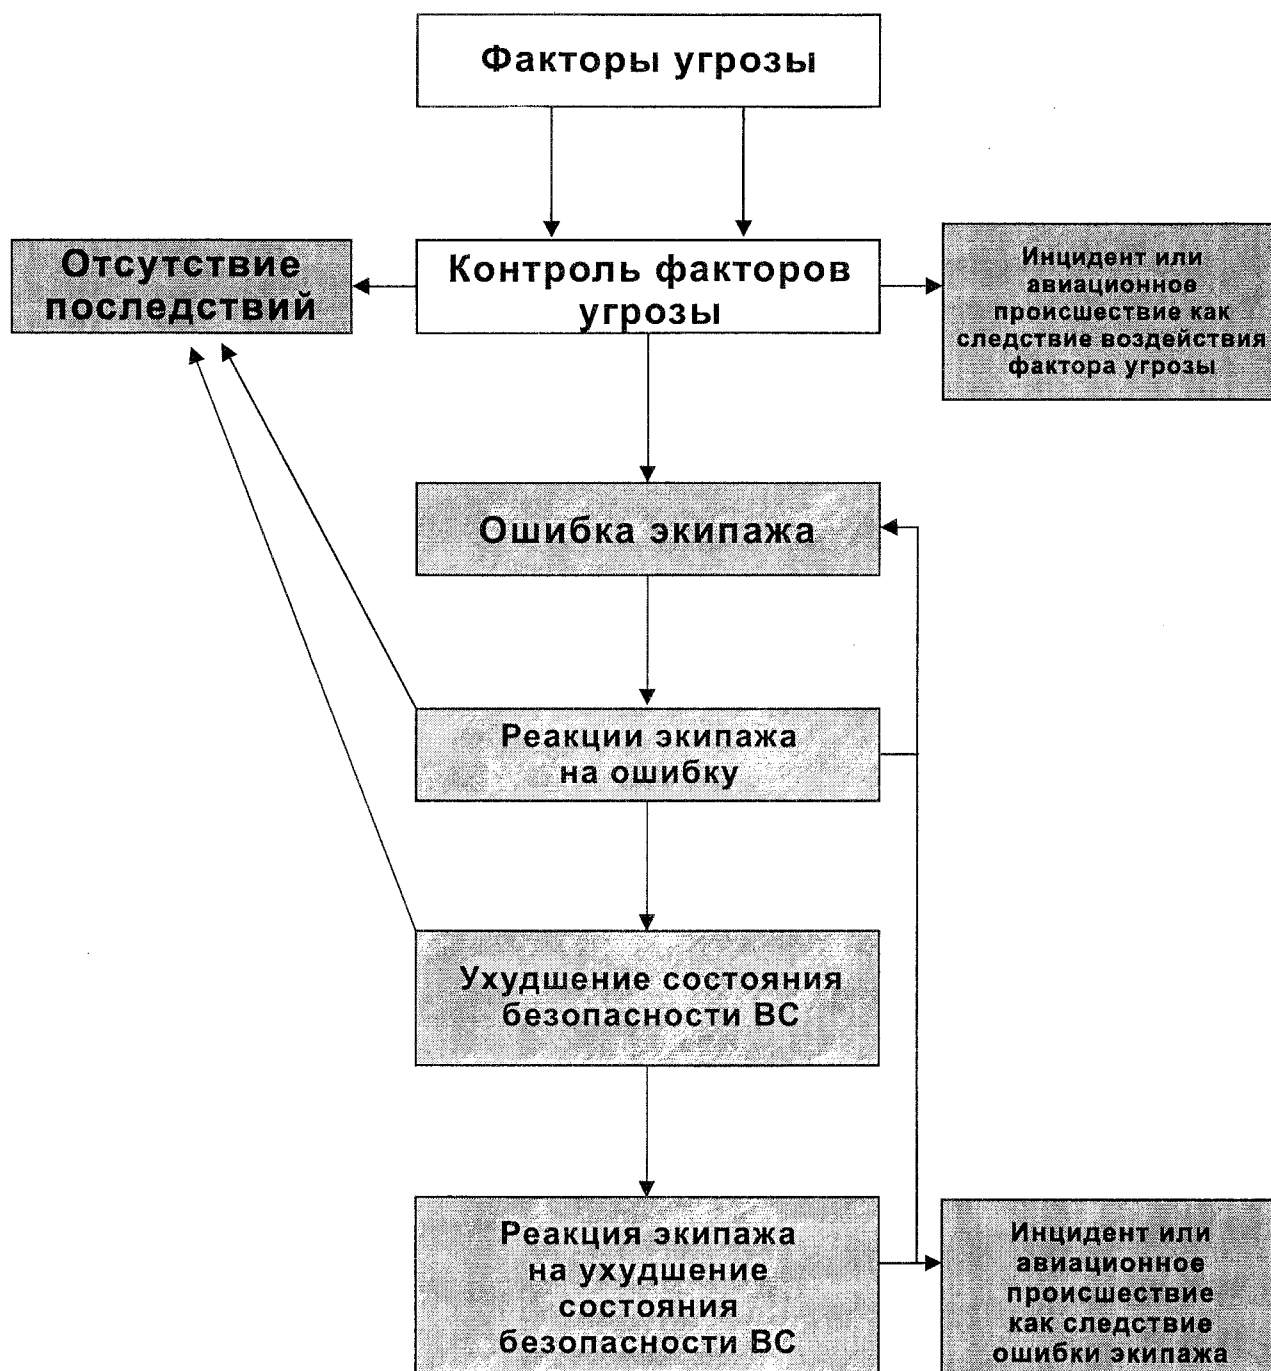 Факторы угрозы
Отсутствие
последствий
Контроль факторов
угрозы
Инцидент или
авиационное
происшествие как
следствие воздействия
фактора угрозы
Ошибка экипажа
Реакции экипажа
на ошибку
Ухудшение состояния
безопасности ВС
Реакция экипажа
на ухудшение
состояния
безопасности ВС
Инцидент или
авиационное
происшествие
как следствие
ошибки экипажа